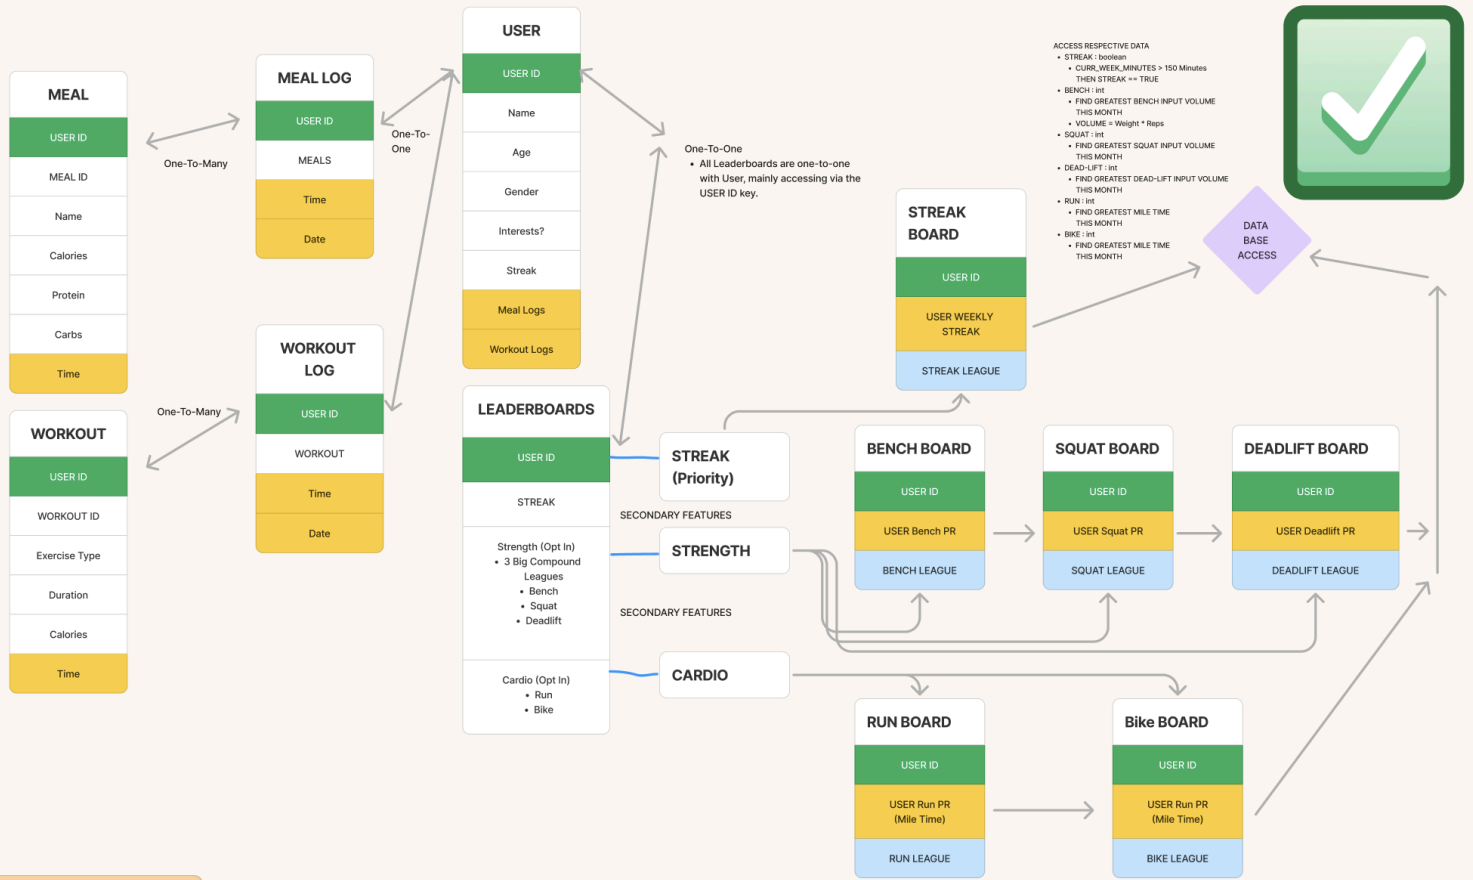 MEAL
USER ID
MEAL ID
Name
Calories
Protein
Carbs
Time
One-To-Many
MEAL LOG
USER ID
MEALS
Time
Date
One-To-
One
USER
USER ID
Name
Age
Gender
Interests?
Streak
Meal Logs
Workout Logs
One-To-One
• All Leaderboards are one-to-one
with User, mainly accessing via the
USER ID key.
ACCESS RESPECTIVE DATA
• STREAK : boolean
• CURR_WEEK_MINUTES > 150 Minutes
THEN STREAK == TRUE
• BENCH : int
• FIND GREATEST BENCH INPUT VOLUME
THIS MONTH
• VOLUME = Weight * Reps
• SQUAT : int
• FIND GREATEST SQUAT INPUT VOLUME
THIS MONTH
• DEAD-LIFT : int
• FIND GREATEST DEAD-LIFT INPUT VOLUME
THIS MONTH
• RUN : int
• FIND GREATEST MILE TIME
THIS MONTH
• BIKE : int
• FIND GREATEST MILE TIME
THIS MONTH
DATA
BASE
ACCESS
STREAK
BOARD
USER ID
USER WEEKLY
STREAK
STREAK LEAGUE
WORKOUT
USER ID
WORKOUT ID
Exercise Type
Duration
Calories
Time
One-To-Many
WORKOUT
LOG
USER ID
WORKOUT
Time
Date
LEADERBOARDS
USER ID
STREAK
Strength (Opt In)
• 3 Big Compound
Leagues
• Bench
• Squat
• Deadlift
Cardio (Opt In)
• Run
• Bike
STREAK
(Priority)
SECONDARY FEATURES
STRENGTH
SECONDARY FEATURES
CARDIO
BENCH BOARD
USER ID
USER Bench PR
BENCH LEAGUE
SQUAT BOARD
USER ID
USER Squat PR
SQUAT LEAGUE
DEADLIFT BOARD
USER ID
USER Deadlift PR
DEADLIFT LEAGUE
RUN BOARD
USER ID
USER Run PR
(Mile Time)
RUN LEAGUE
Bike BOARD
USER ID
USER Run PR
(Mile Time)
BIKE LEAGUE